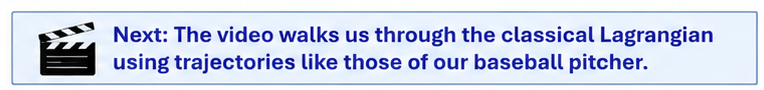 Next: The video walks us through the classical Lagrangian
using trajectories like those of our baseball pitcher.